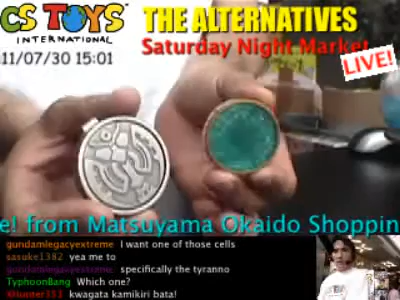 CS TOYS
INTERNATIONAL
THE ALTERNATIVES
Saturday Night Market
LIVE!
11/07/30 15:01
e! from Matsuyama Okaido Shoppin
gundamlegacyextreme I want one of those cells
sasuke1382 yea me to
gundamlegacyextreme: specifically the tyranno
TyphoonBang Which one?
XHunter353 kwagata kamikiri bata!